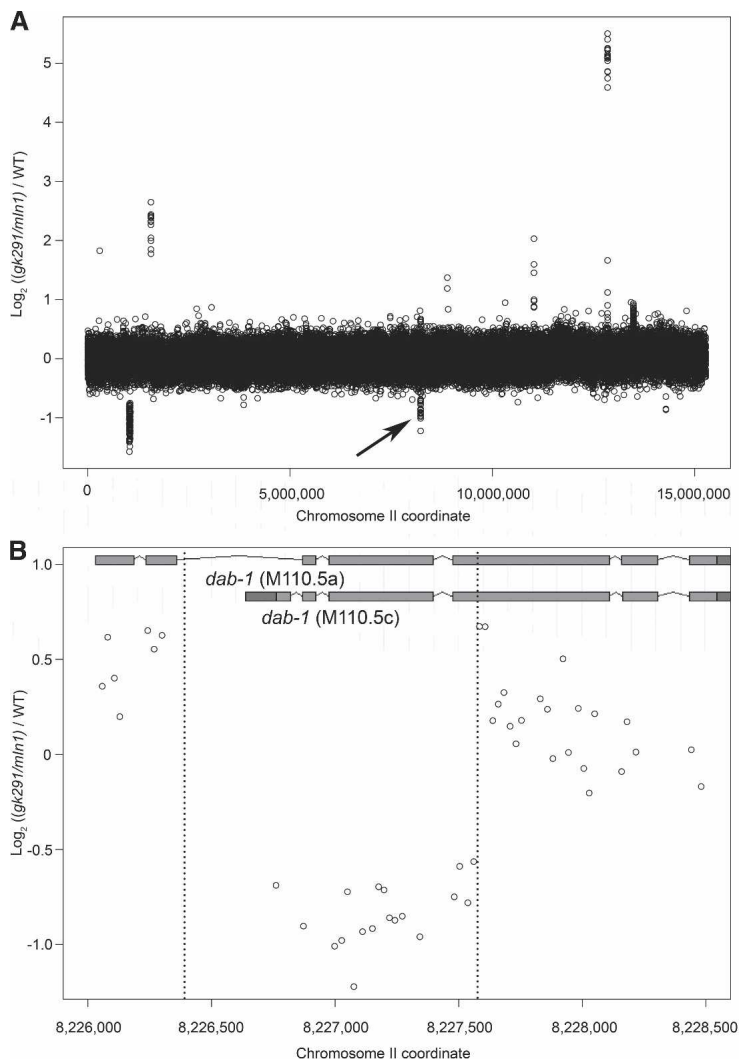 A
Log2 ((gk291/mIn1) / WT)
5
4
3
2
1
0
-1
0 5,000,000 10,000,000 15,000,000
Chromosome II coordinate
B
Log2 ((gk291/mIn1) / WT)
1.0
0.5
0
-0.5
-1.0
dab-1 (M110.5a)
dab-1 (M110.5c)
8,226,000 8,226,500 8,227,000 8,227,500 8,228,000 8,228,500
Chromosome II coordinate